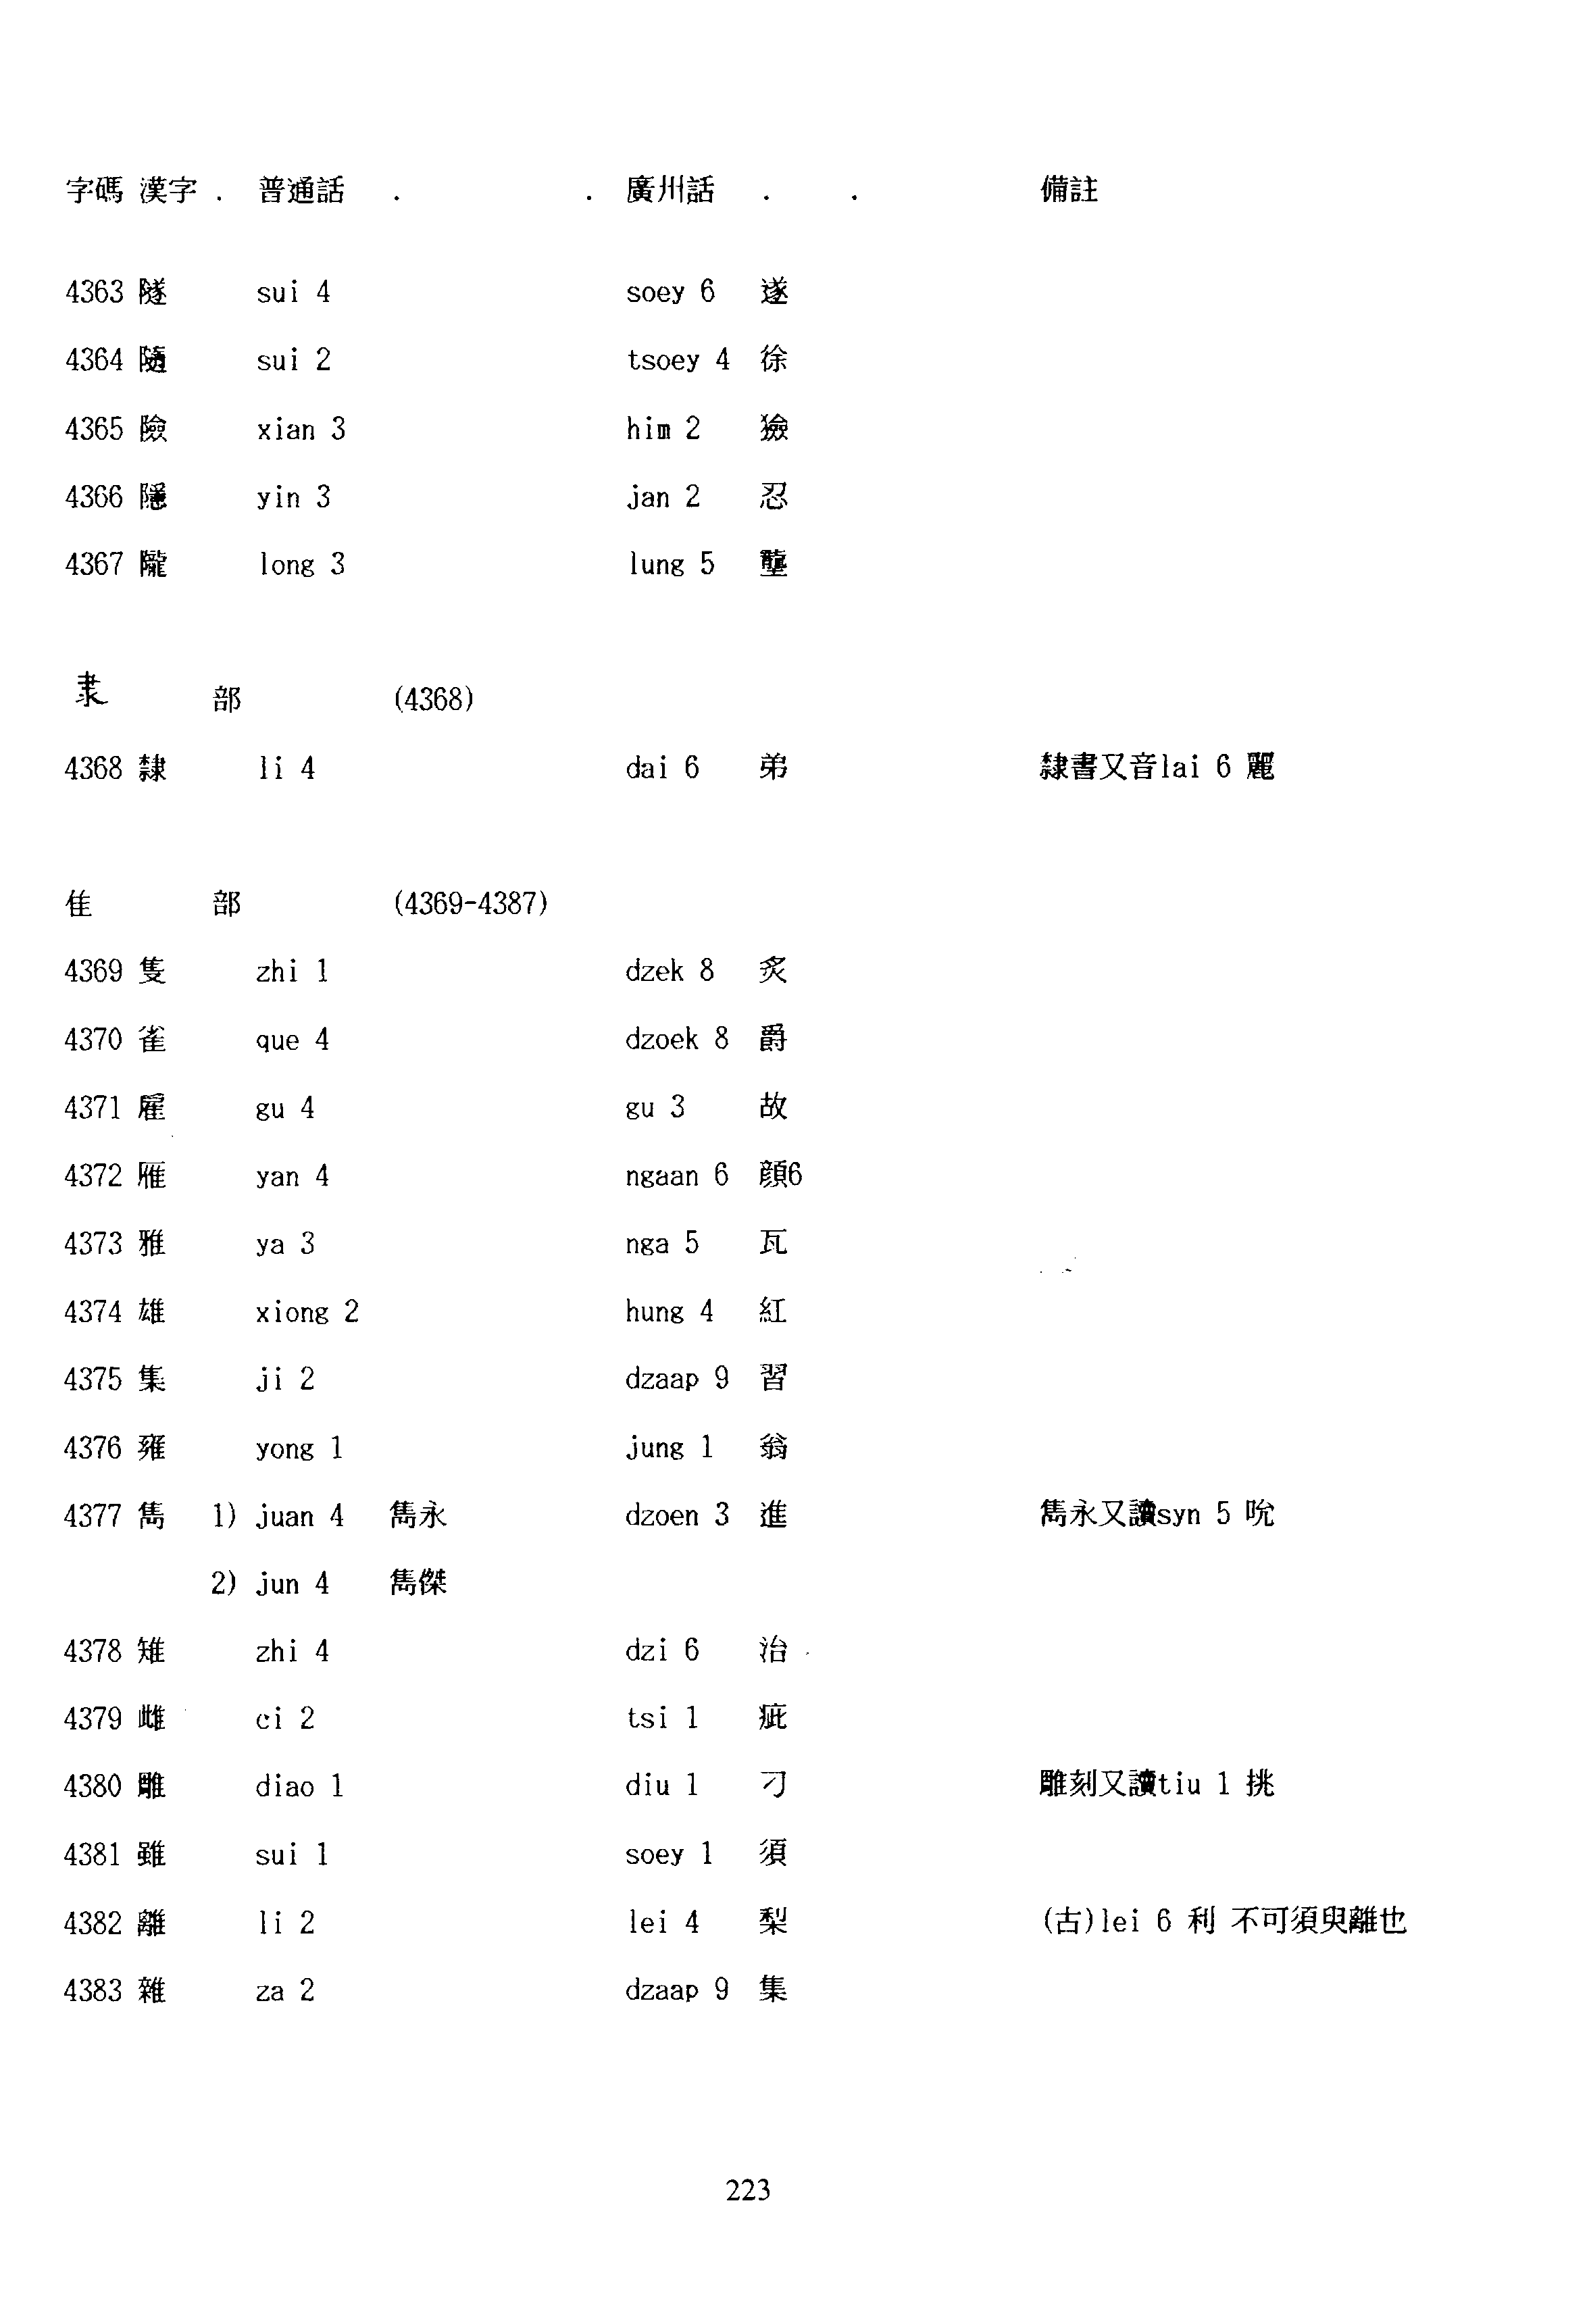 字碼 漢字 . 普通話 . . 廣州話 . . 備註
4363 隧 sui 4 soey 6 遂
4364 隨 sui 2 tsoey 4 徐
4365 險 xian 3 him 2 獫
4366 隱 yin 3 jan 2 忍
4367 隴 long 3 lung 5 壟
隶 部 (4368)
4368 隸 li 4 dai 6 弟 隸書又音lai 6 麗
隹 部 (4369-4387)
4369 隻 zhi 1 dzek 8 炙
4370 雀 que 4 dzoek 8 爵
4371 雇 gu 4 gu 3 故
4372 雁 yan 4 ngaan 6 顔6
4373 雅 ya 3 nga 5 瓦
4374 雄 xiong 2 hung 4 紅
4375 集 ji 2 dzaap 9 習
4376 雍 yong 1 jung 1 翁
4377 雋 1) juan 4 雋永 dzoen 3 進 雋永又讀syn 5 吮
2) jun 4 雋傑
4378 雉 zhi 4 dzi 6 治
4379 雌 ci 2 tsi 1 疵
4380 雕 diao 1 diu 1 刁 雕刻又讀tiu 1 挑
4381 雖 sui 1 soey 1 須
4382 離 li 2 lei 4 梨 (古)lei 6 利 不可須臾離也
4383 雜 za 2 dzaap 9 集
223